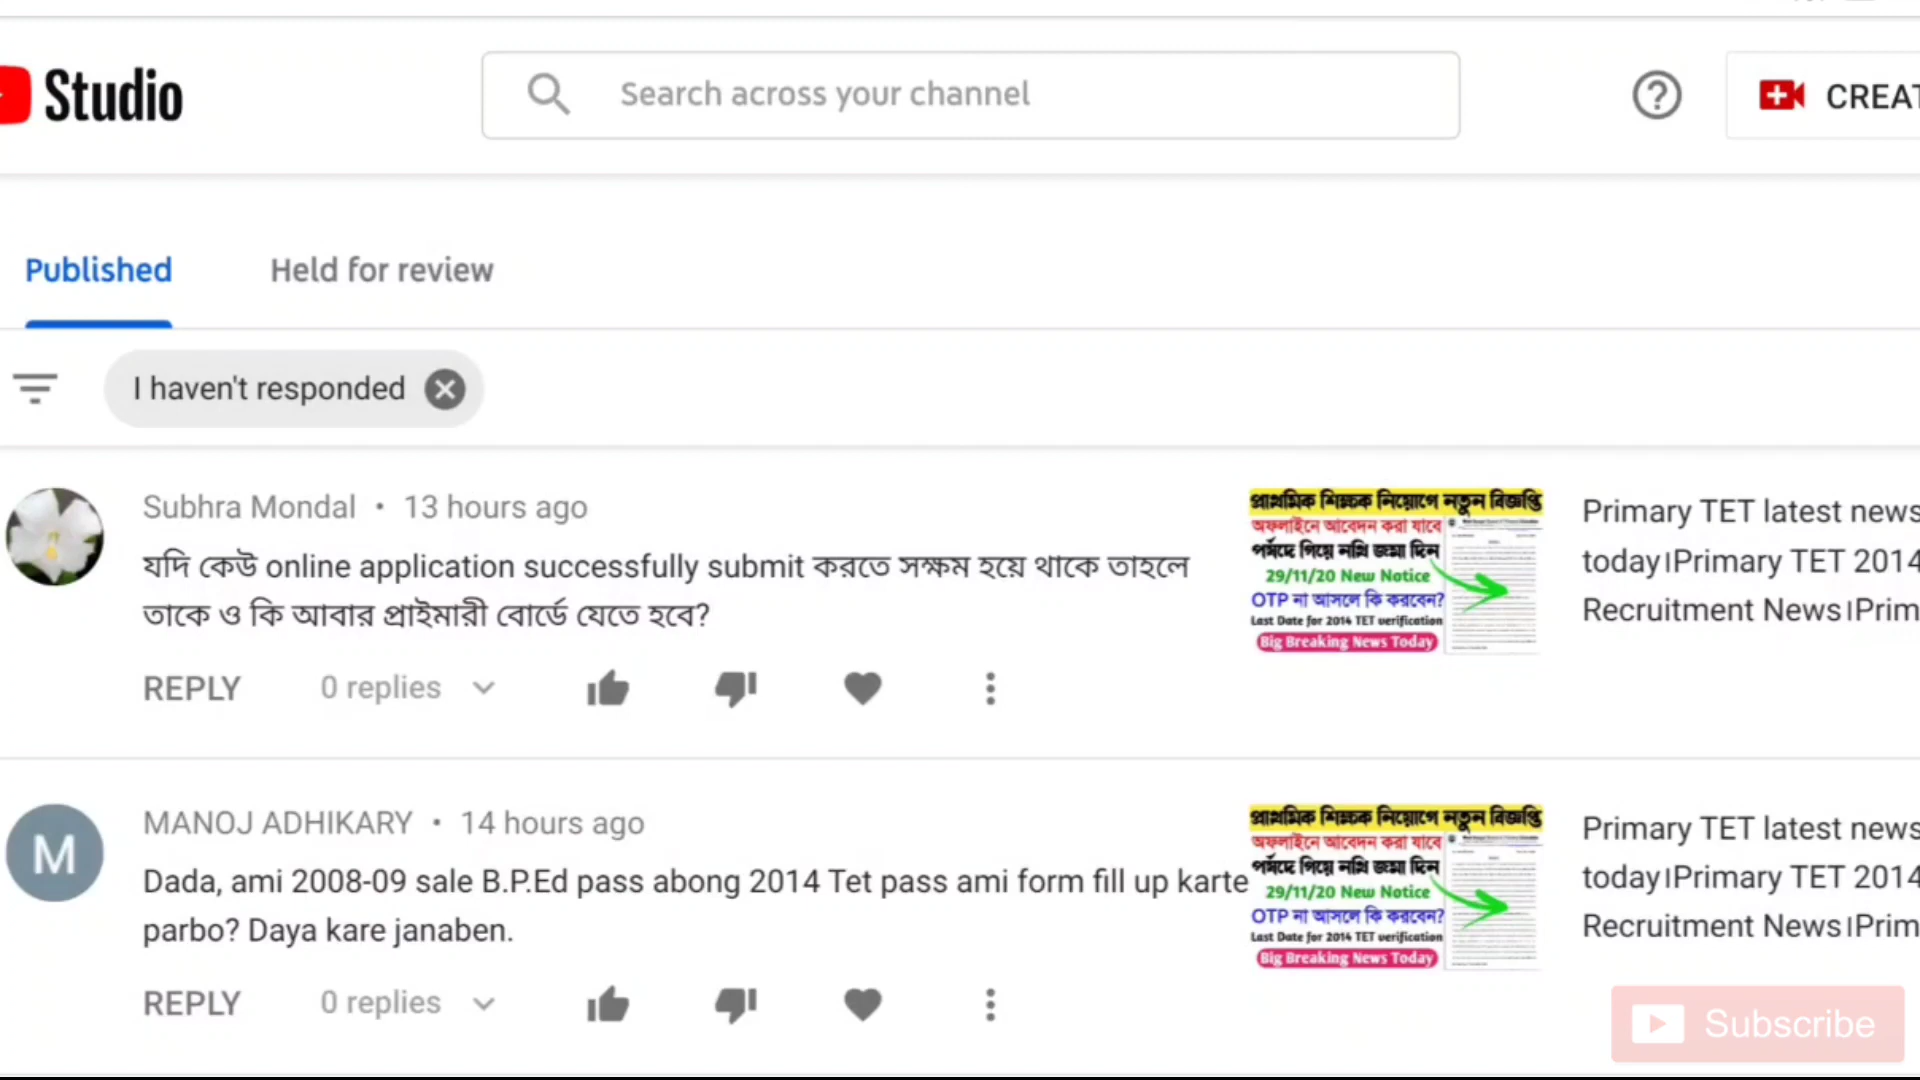 Studio
Search across your channel
CREAT
Published
Held for review
I haven't responded
Subhra Mondal • 13 hours ago
যদি কেউ online application successfully submit করতে সক্ষম হয়ে থাকে তাহলে
তাকে ও কি আবার প্রাইমারী বোর্ডে যেতে হবে?
REPLY
0 replies
প্রাথমিক শিক্ষক নিয়োগে নতুন বিজ্ঞপ্তি
অফলাইনে আবেদন করা যাবে
পর্ষদে গিয়ে নথি জমা দিন
29/11/20 New Notice
OTP না আসলে কি করবেন?
Last Date for 2014 TET verification
Big Breaking News Today
Primary TET latest news
today।Primary TET 2014
Recruitment News।Prim
MANOJ ADHIKARY • 14 hours ago
Dada, ami 2008-09 sale B.P.Ed pass abong 2014 Tet pass ami form fill up karte
parbo? Daya kare janaben.
REPLY
0 replies
প্রাথমিক শিক্ষক নিয়োগে নতুন বিজ্ঞপ্তি
অফলাইনে আবেদন করা যাবে
পর্ষদে গিয়ে নথি জমা দিন
29/11/20 New Notice
OTP না আসলে কি করবেন?
Last Date for 2014 TET verification
Big Breaking News Today
Primary TET latest news
today।Primary TET 2014
Recruitment News।Prim
M
Subscribe